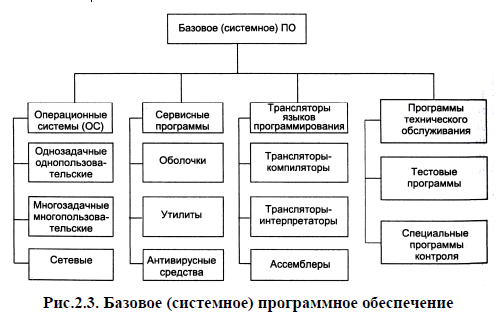 Базовое (системное) ПО
Операционные
системы (ОС)
Однозадачные
однопользова-
тельские
Многозадачные
многопользова-
тельские
Сетевые
Сервисные
программы
Оболочки
Утилиты
Антивирусные
средства
Трансляторы
языков
программирования
Трансляторы-
компиляторы
Трансляторы-
интерпретаторы
Ассемблеры
Программы
технического
обслуживания
Тестовые
программы
Специальные
программы
контроля
Рис.2.3. Базовое (системное) программное обеспечение